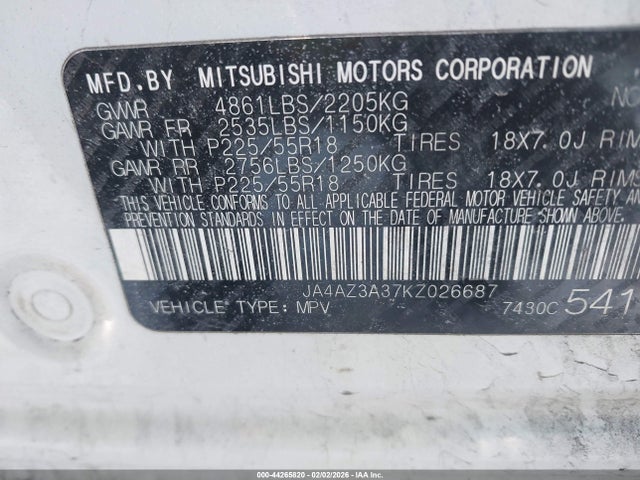 MFD.BY MITSUBISHI MOTORS CORPORATION
GVWR 4861LBS/2205KG
GAWR FR 2535LBS/1150KG
WITH P225/55R18 TIRES 18X7.0J RIMS
GAWR RR 2756LBS/1250KG
WITH P225/55R18 TIRES 18X7.0J RIMS
THIS VEHICLE CONFORMS TO ALL APPLICABLE FEDERAL MOTOR VEHICLE SAFETY
PREVENTION STANDARDS IN EFFECT ON THE DATE OF MANUFACTURE SHOWN ABOVE.
JA4AZ3A37KZ026687
VEHICLE TYPE: MPV 7430C 541
000-44265820 - 02/02/2026 - IAAI Inc.